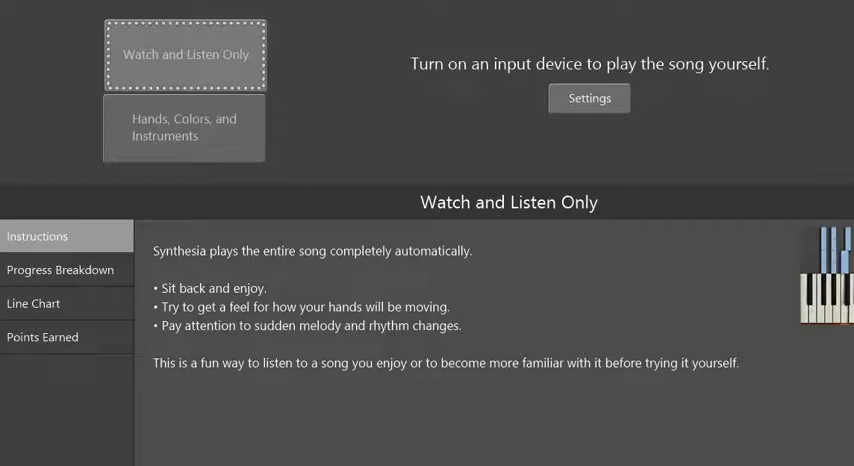 Watch and Listen Only
Turn on an input device to play the song yourself.
Settings
Hands, Colors, and
Instruments
Watch and Listen Only
Instructions
Progress Breakdown
Line Chart
Points Earned
Synthesia plays the entire song completely automatically.
• Sit back and enjoy.
• Try to get a feel for how your hands will be moving.
• Pay attention to sudden melody and rhythm changes.
This is a fun way to listen to a song you enjoy or to become more familiar with it before trying it yourself.